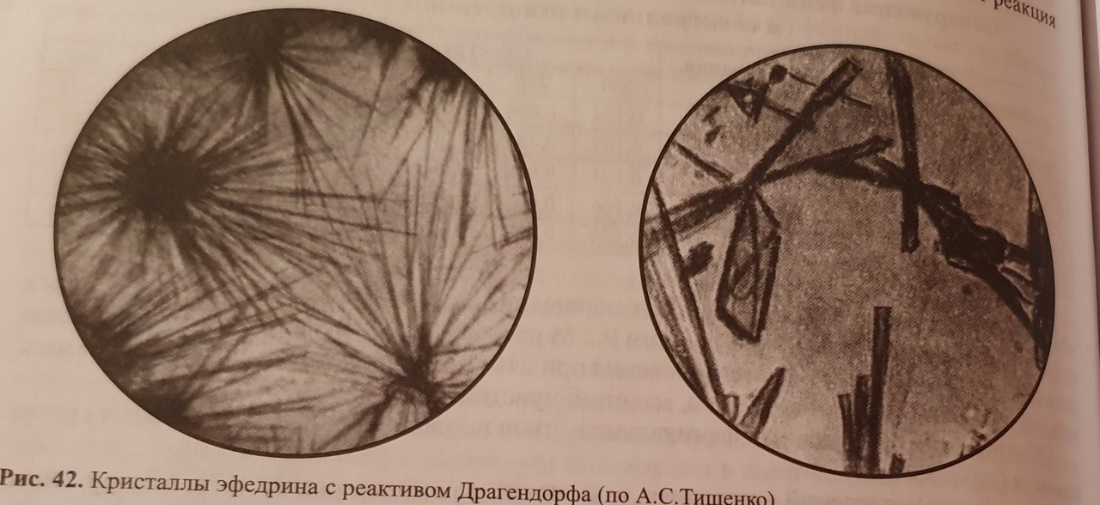 реакция
Рис. 42. Кристаллы эфедрина с реактивом Драгендорфа (по А.С.Тищенко)